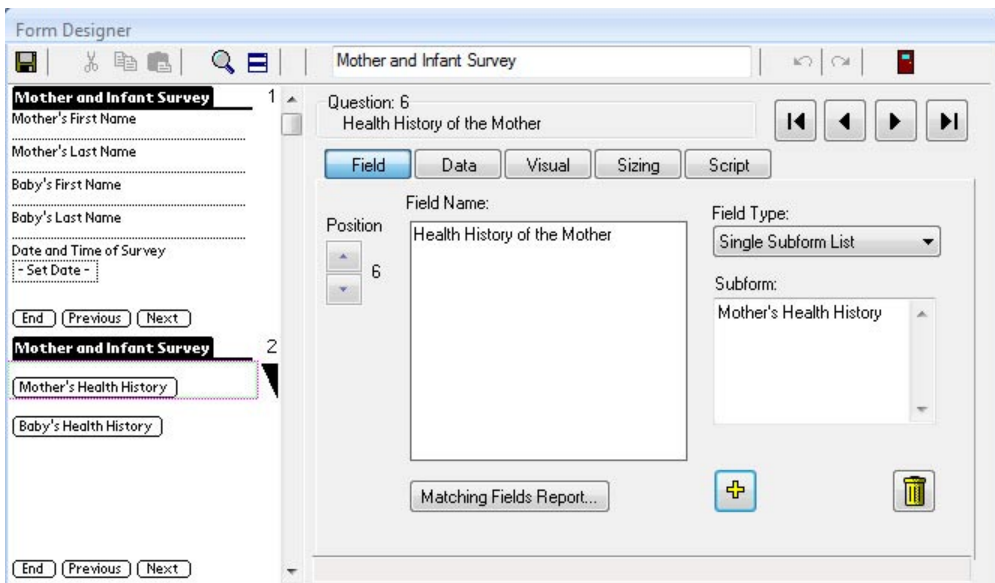 Form Designer
Mother and Infant Survey
Mother and Infant Survey 1
Mother's First Name
Mother's Last Name
Baby's First Name
Baby's Last Name
Date and Time of Survey
- Set Date -
End Previous Next
Mother and Infant Survey 2
Mother's Health History
Baby's Health History
End Previous Next
Question: 6
Health History of the Mother
Field Data Visual Sizing Script
Position
6
Field Name:
Health History of the Mother
Matching Fields Report...
Field Type:
Single Subform List
Subform:
Mother's Health History